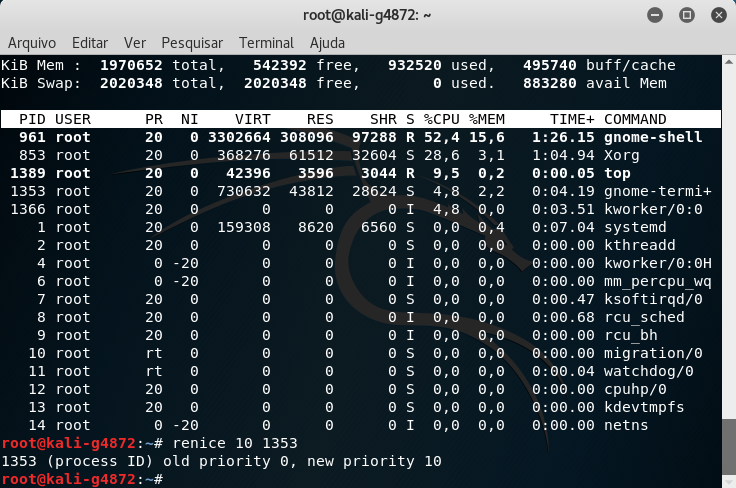 root@kali-g4872: ~
Arquivo Editar Ver Pesquisar Terminal Ajuda
KiB Mem :  1970652 total,   542392 free,   932520 used,   495740 buff/cache
KiB Swap:  2020348 total,  2020348 free,        0 used.   883280 avail Mem
  PID USER      PR  NI    VIRT    RES    SHR S %CPU %MEM     TIME+ COMMAND
  961 root      20   0 3302664 308096  97288 R 52,4 15,6   1:26.15 gnome-shell
  853 root      20   0  368276  61512  32604 S 28,6  3,1   1:04.94 Xorg
 1389 root      20   0   42396   3596   3044 R  9,5  0,2   0:00.05 top
 1353 root      20   0  730632  43812  28624 S  4,8  2,2   0:04.19 gnome-termi+
 1366 root      20   0       0      0      0 I  4,8  0,0   0:03.51 kworker/0:0
    1 root      20   0  159308   8620   6560 S  0,0  0,4   0:07.04 systemd
    2 root      20   0       0      0      0 S  0,0  0,0   0:00.00 kthreadd
    4 root       0 -20       0      0      0 I  0,0  0,0   0:00.00 kworker/0:0H
    6 root       0 -20       0      0      0 I  0,0  0,0   0:00.00 mm_percpu_wq
    7 root      20   0       0      0      0 S  0,0  0,0   0:00.47 ksoftirqd/0
    8 root      20   0       0      0      0 I  0,0  0,0   0:00.68 rcu_sched
    9 root      20   0       0      0      0 I  0,0  0,0   0:00.00 rcu_bh
   10 root      rt   0       0      0      0 S  0,0  0,0   0:00.00 migration/0
   11 root      rt   0       0      0      0 S  0,0  0,0   0:00.04 watchdog/0
   12 root      20   0       0      0      0 S  0,0  0,0   0:00.00 cpuhp/0
   13 root      20   0       0      0      0 S  0,0  0,0   0:00.00 kdevtmpfs
   14 root       0 -20       0      0      0 I  0,0  0,0   0:00.00 netns
root@kali-g4872:~# renice 10 1353
1353 (process ID) old priority 0, new priority 10
root@kali-g4872:~#